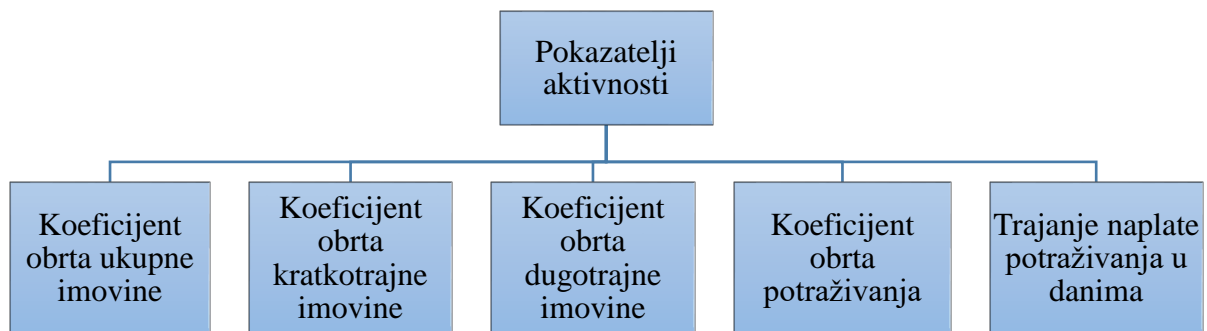 Pokazatelji
aktivnosti
Koeficijent
obrta ukupne
imovine
Koeficijent
obrta
kratkotrajne
imovine
Koeficijent
obrta
dugotrajne
imovine
Koeficijent
obrta
potraživanja
Trajanje naplate
potraživanja u
danima